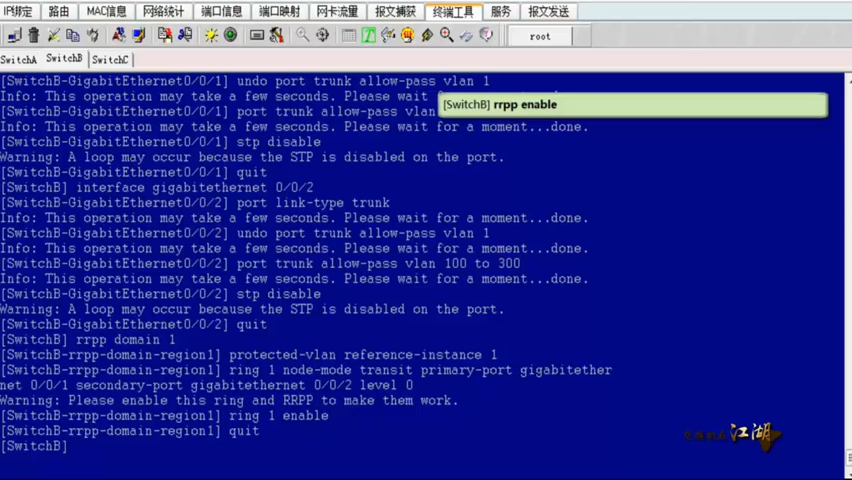 IP绑定 路由 MAC信息 网络统计 端口信息 端口映射 网卡流量 报文捕获 终端工具 服务 报文发送
root
SwitchA SwitchB SwitchC
[SwitchB-GigabitEthernet0/0/1] undo port trunk allow-pass vlan 1
Info: This operation may take a few seconds. Please wait f
[SwitchB] rrpp enable
[SwitchB-GigabitEthernet0/0/1] port trunk allow-pass vlan
Info: This operation may take a few seconds. Please wait for a moment...done.
[SwitchB-GigabitEthernet0/0/1] stp disable
Warning: A loop may occur because the STP is disabled on the port.
[SwitchB-GigabitEthernet0/0/1] quit
[SwitchB] interface gigabitethernet 0/0/2
[SwitchB-GigabitEthernet0/0/2] port link-type trunk
Info: This operation may take a few seconds. Please wait for a moment...done.
[SwitchB-GigabitEthernet0/0/2] undo port trunk allow-pass vlan 1
Info: This operation may take a few seconds. Please wait for a moment...done.
[SwitchB-GigabitEthernet0/0/2] port trunk allow-pass vlan 100 to 300
Info: This operation may take a few seconds. Please wait for a moment...done.
[SwitchB-GigabitEthernet0/0/2] stp disable
Warning: A loop may occur because the STP is disabled on the port.
[SwitchB-GigabitEthernet0/0/2] quit
[SwitchB] rrpp domain 1
[SwitchB-rrpp-domain-region1] protected-vlan reference-instance 1
[SwitchB-rrpp-domain-region1] ring 1 node-mode transit primary-port gigabitether
net 0/0/1 secondary-port gigabitethernet 0/0/2 level 0
Warning: Please enable this ring and RRPP to make them work.
[SwitchB-rrpp-domain-region1] ring 1 enable
[SwitchB-rrpp-domain-region1] quit
[SwitchB]
江湖